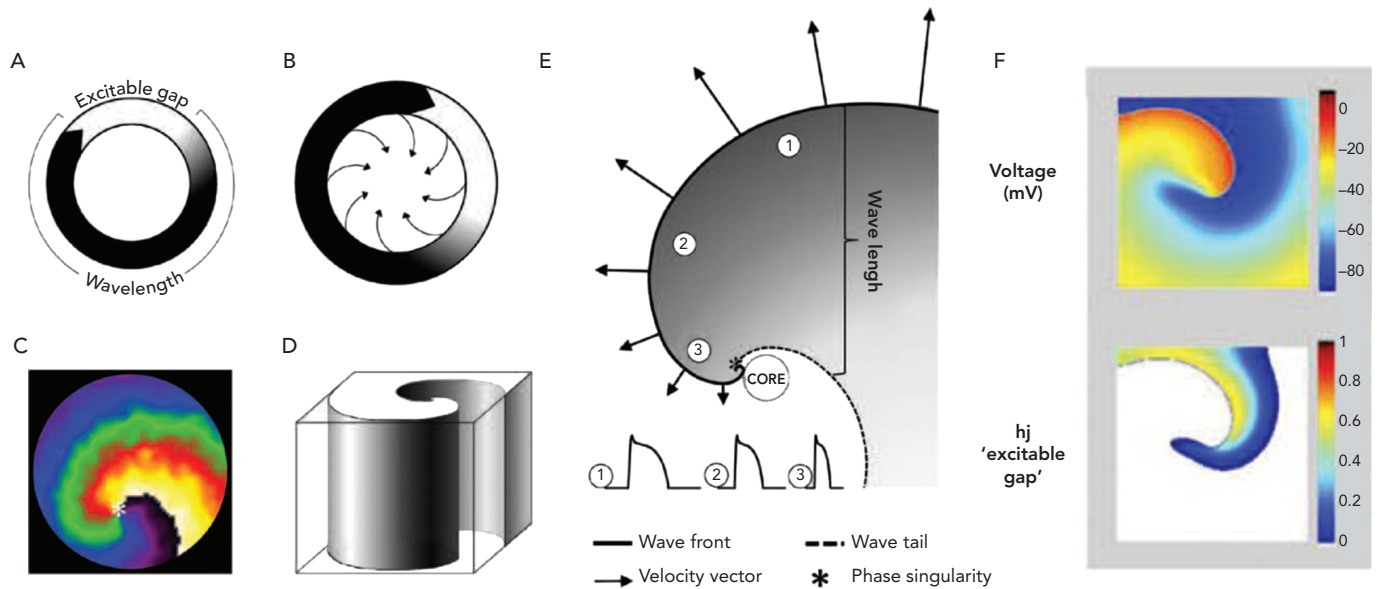 A
Excitable gap
Wavelength
B
C
*
D
E
1
2
3
*
CORE
Wave lengh
1
2
3
Wave front
Wave tail
Velocity vector
* Phase singularity
F
Voltage
(mV)
0
–20
–40
–60
–80
hj
‘excitable
gap’
1
0.8
0.6
0.4
0.2
0